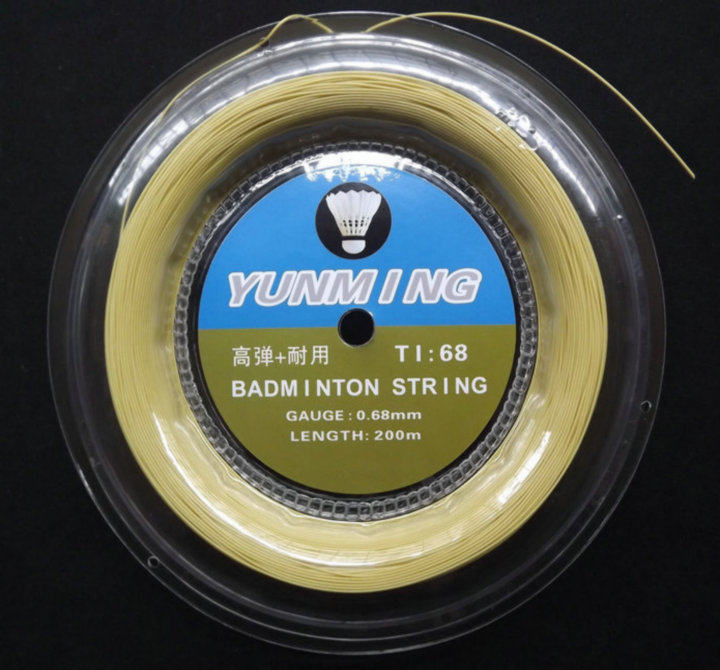 YUNMING
高弹+耐用 TI:68
BADMINTON STRING
GAUGE: 0.68mm
LENGTH: 200m